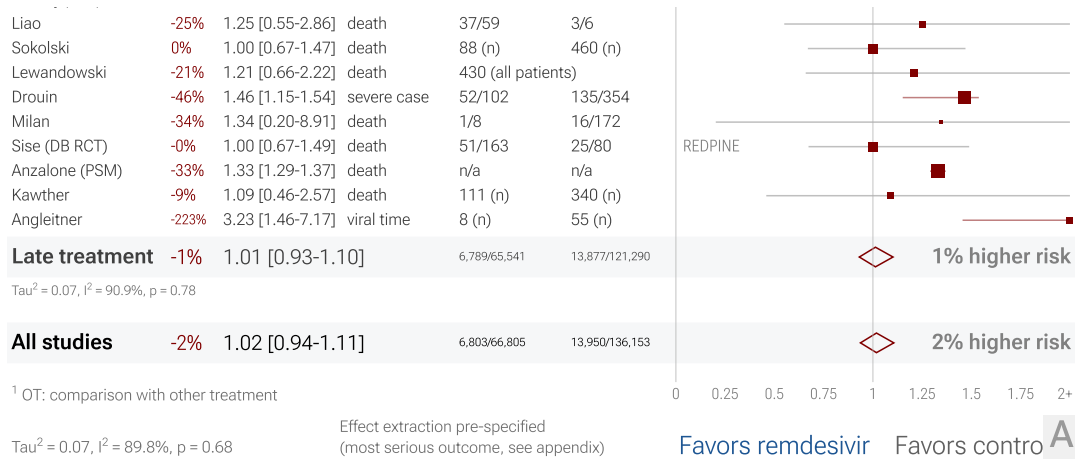 Liao -25% 1.25 [0.55-2.86] death 37/59 3/6
Sokolski 0% 1.00 [0.67-1.47] death 88 (n) 460 (n)
Lewandowski -21% 1.21 [0.66-2.22] death 430 (all patients)
Drouin -46% 1.46 [1.15-1.54] severe case 52/102 135/354
Milan -34% 1.34 [0.20-8.91] death 1/8 16/172
Sise (DB RCT) -0% 1.00 [0.67-1.49] death 51/163 25/80 REDPINE
Anzalone (PSM) -33% 1.33 [1.29-1.37] death n/a n/a
Kawther -9% 1.09 [0.46-2.57] death 111 (n) 340 (n)
Angleitner -223% 3.23 [1.46-7.17] viral time 8 (n) 55 (n)
Late treatment -1% 1.01 [0.93-1.10] 6,789/65,541 13,877/121,290 1% higher risk
Tau² = 0.07, I² = 90.9%, p = 0.78
All studies -2% 1.02 [0.94-1.11] 6,803/66,805 13,950/136,153 2% higher risk
0 0.25 0.5 0.75 1 1.25 1.5 1.75 2+
¹ OT: comparison with other treatment
Tau² = 0.07, I² = 89.8%, p = 0.68
Effect extraction pre-specified
(most serious outcome, see appendix)
Favors remdesivir Favors contro
A